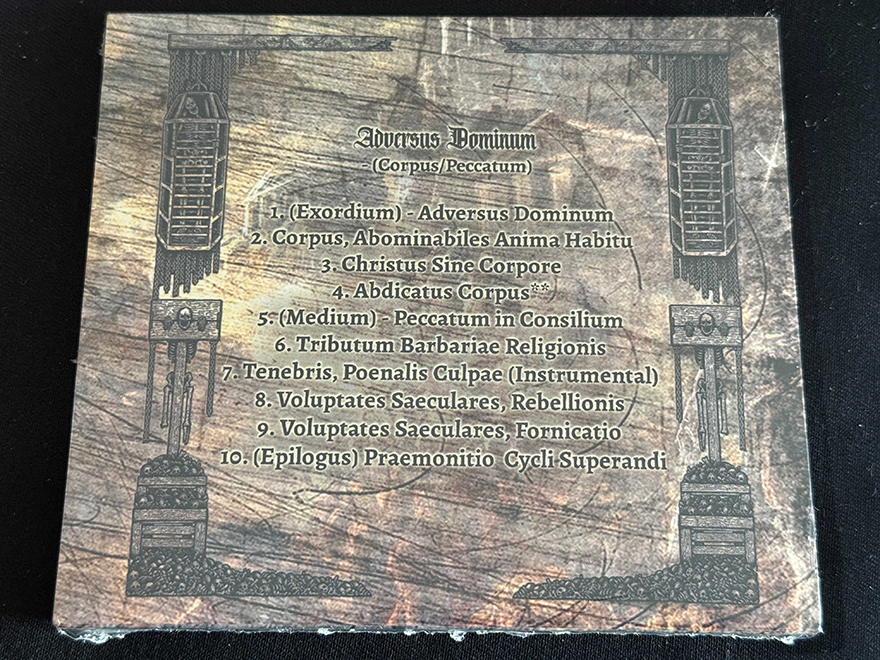 Adversus Dominum
- (Corpus/Peccatum)
1. (Exordium) - Adversus Dominum
2. Corpus, Abominabiles Anima Habitu
3. Christus Sine Corpore
4. Abdicatus Corpus**
5. (Medium) - Peccatum in Consilium
6. Tributum Barbariae Religionis
7. Tenebris, Poenalis Culpae (Instrumental)
8. Voluptates Saeculares, Rebellionis
9. Voluptates Saeculares, Fornicatio
10. (Epilogus) Praemonitio Cycli Superandi